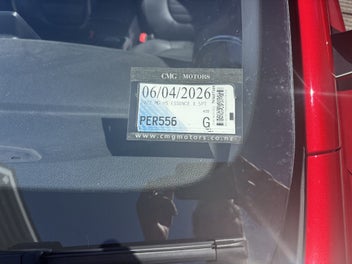 CMG MOTORS
06/04/2026
PER556 G
www.cmgmotors.co.nz